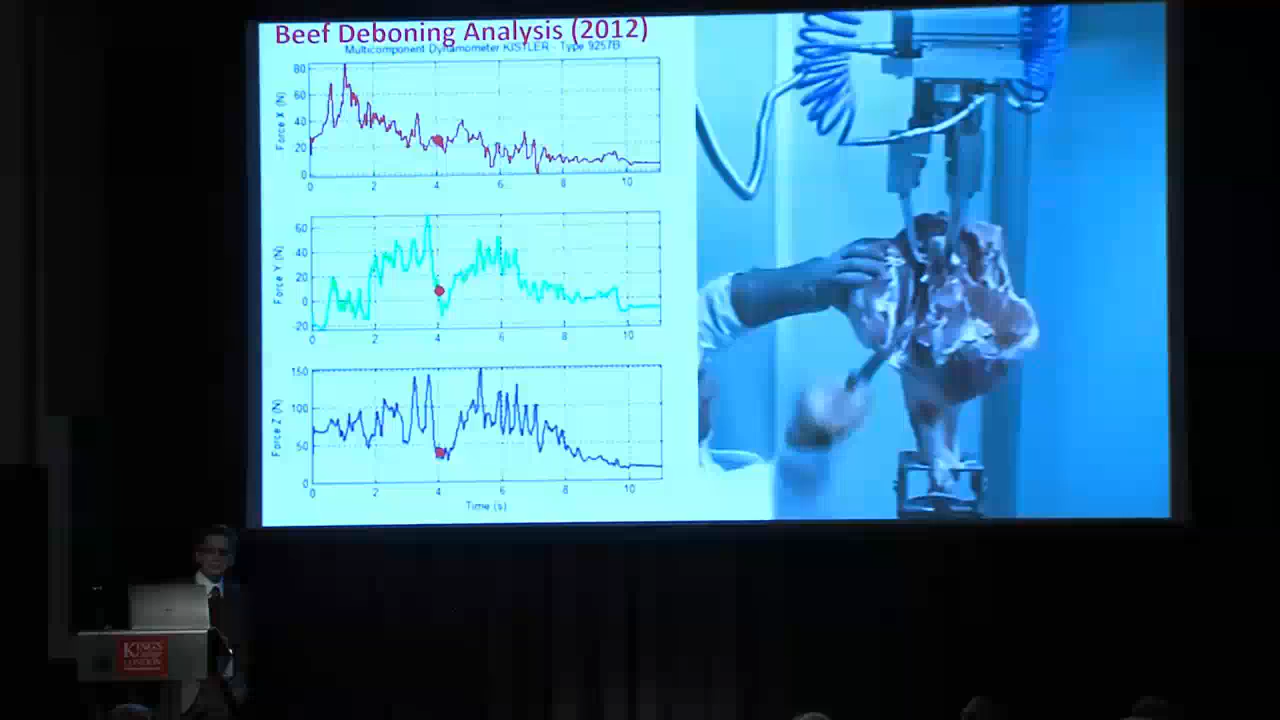 Beef Deboning Analysis (2012)
Multicomponent Dynamometer KISTLER - Type 9257B
Force X (N)
80
60
40
20
0
0 2 4 6 8 10
Force Y (N)
60
40
20
0
-20
0 2 4 6 8 10
Force Z (N)
150
100
50
0
0 2 4 6 8 10
Time (s)
KING'S
College
LONDON